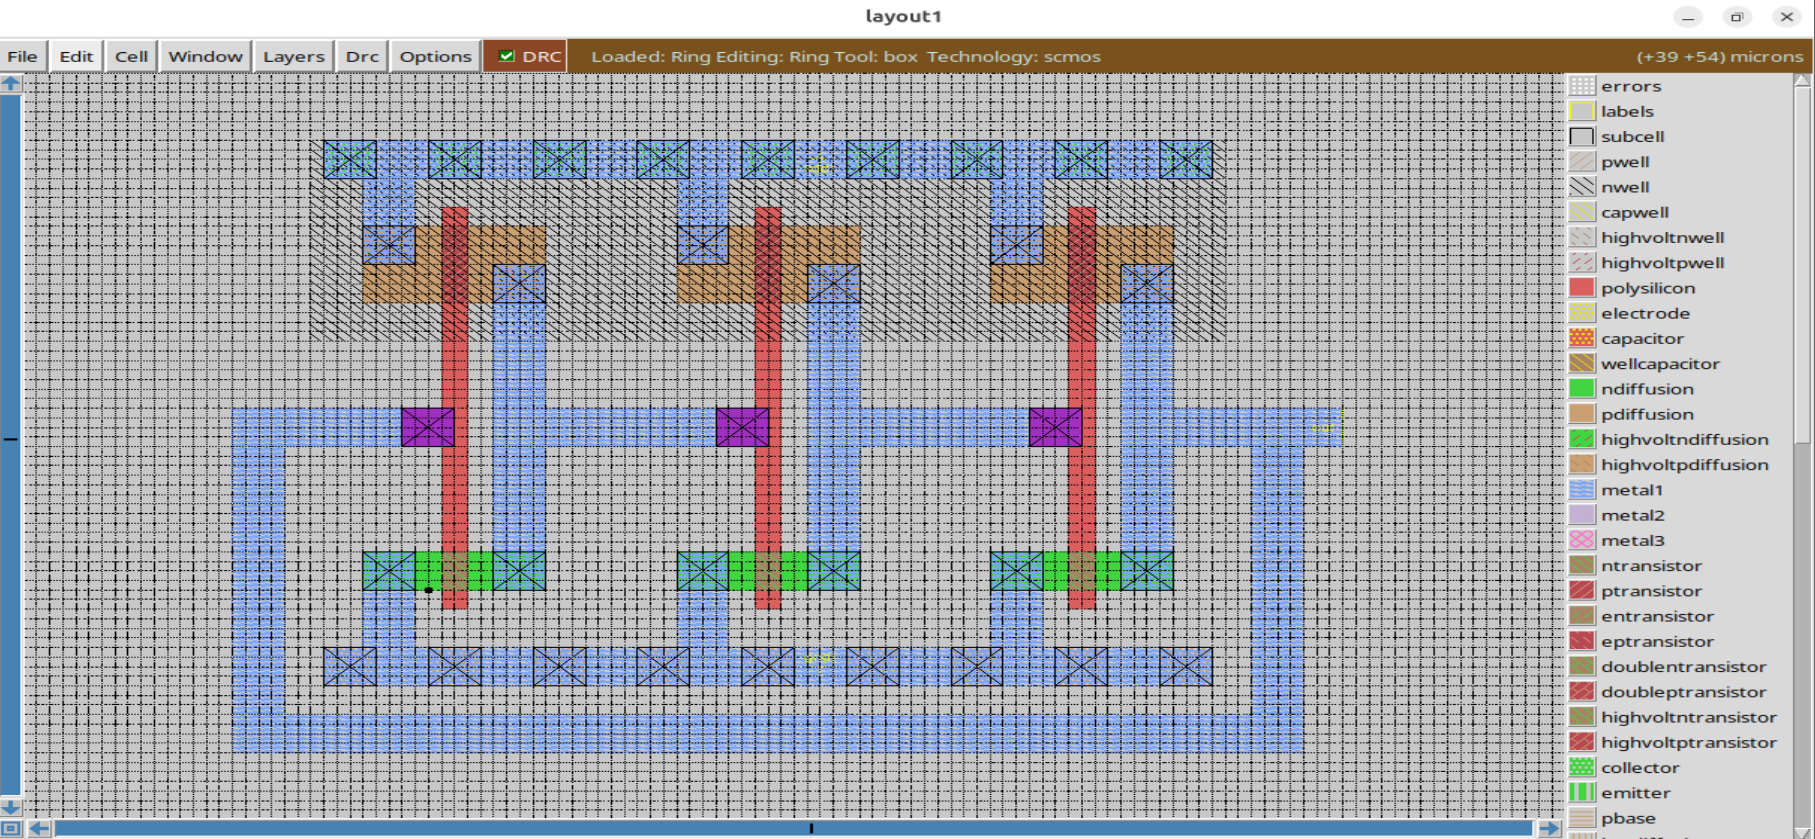 layout1
File Edit Cell Window Layers Drc Options DRC Loaded: Ring Editing: Ring Tool: box Technology: scmos (+39 +54) microns
errors
labels
subcell
pwell
nwell
capwell
highvoltnwell
highvoltpwell
polysilicon
electrode
capacitor
wellcapacitor
ndiffusion
pdiffusion
highvoltndiffusion
highvoltpdiffusion
metal1
metal2
metal3
ntransistor
ptransistor
entransistor
eptransistor
doublentransistor
doubleptransistor
highvoltntransistor
highvoltptransistor
collector
emitter
pbase
out